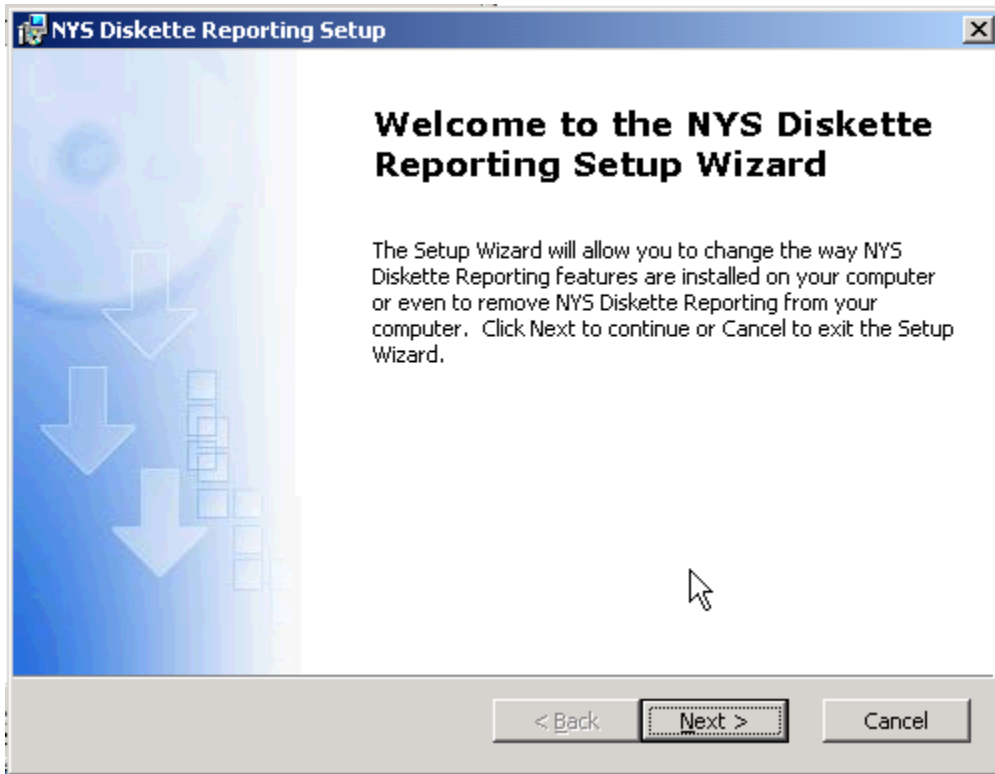 NYS Diskette Reporting Setup
Welcome to the NYS Diskette
Reporting Setup Wizard
The Setup Wizard will allow you to change the way NYS
Diskette Reporting features are installed on your computer
or even to remove NYS Diskette Reporting from your
computer.  Click Next to continue or Cancel to exit the Setup
Wizard.
< Back
Next >
Cancel